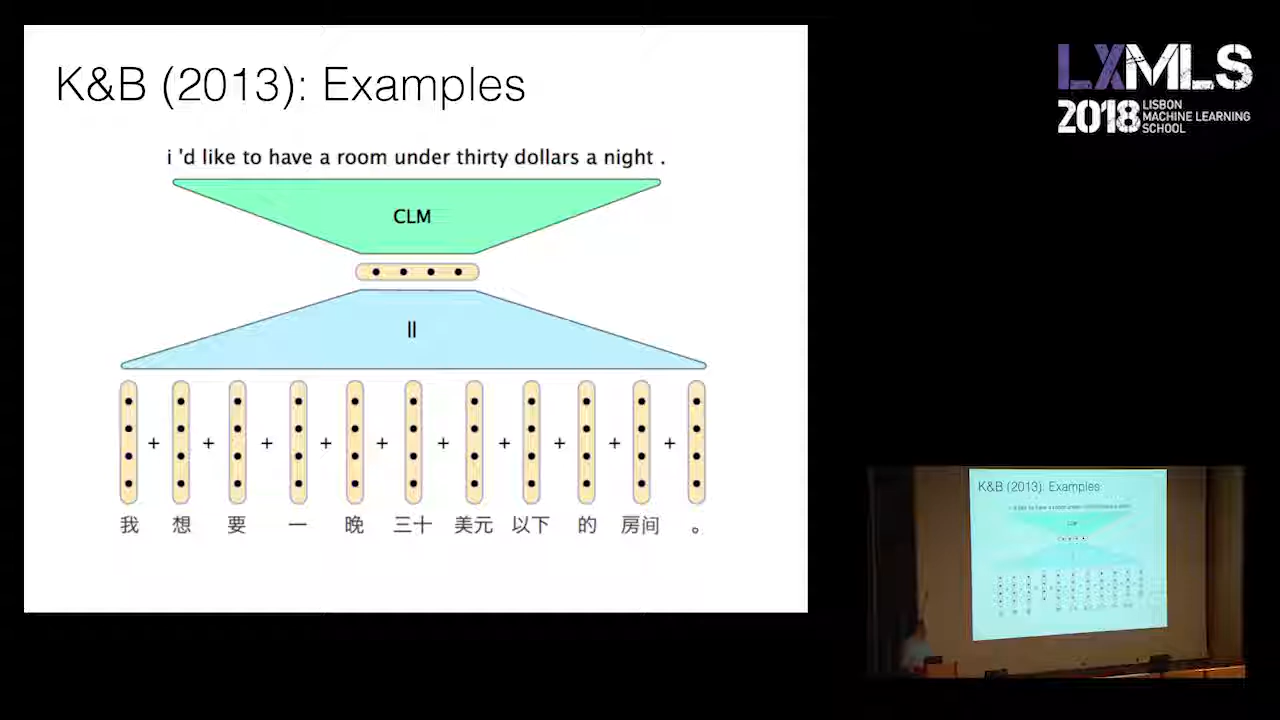 K&B (2013): Examples
i 'd like to have a room under thirty dollars a night .
CLM
||
+ + + + + + + + + +
我 想 要 一 晚 三十 美元 以下 的 房间 。
LXMLS
2018 LISBON
MACHINE LEARNING
SCHOOL
K&B (2013): Examples
CLM